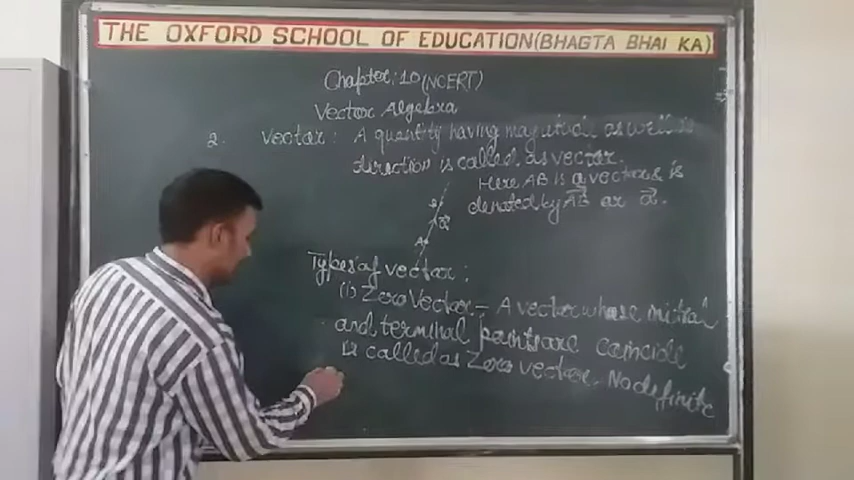 THE OXFORD SCHOOL OF EDUCATION(BHAGTA BHAI KA)
Chapter: 10 (NCERT)
Vector Algebra
2. Vector: A quantity having magnitude as well as
direction is called as vector.
Here AB is a vector & is
denoted by AB or a.
B
a
A
Types of vector:
(i) Zero Vector - A vector whose initial
and terminal points are coincide
is called as Zero vector. No definite